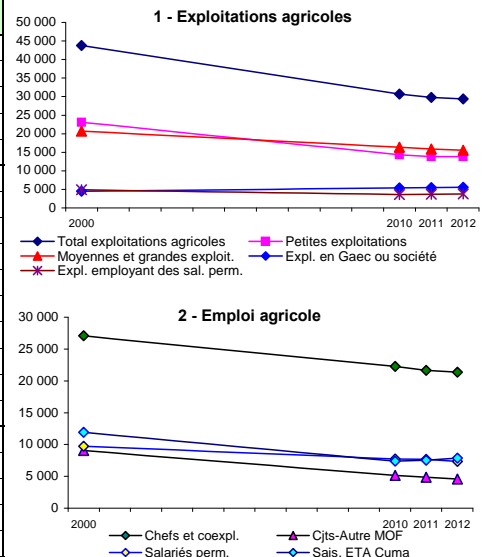 1 - Exploitations agricoles
50 000
45 000
40 000
35 000
30 000
25 000
20 000
15 000
10 000
5 000
0
2000 2010 2011 2012
Total exploitations agricoles Petites exploitations
Moyennes et grandes exploit. Expl. en Gaec ou société
Expl. employant des sal. perm.
2 - Emploi agricole
30 000
25 000
20 000
15 000
10 000
5 000
0
2000 2010 2011 2012
Chefs et coexpl. Cjts-Autre MOF
Salariés perm. Sais. ETA Cuma